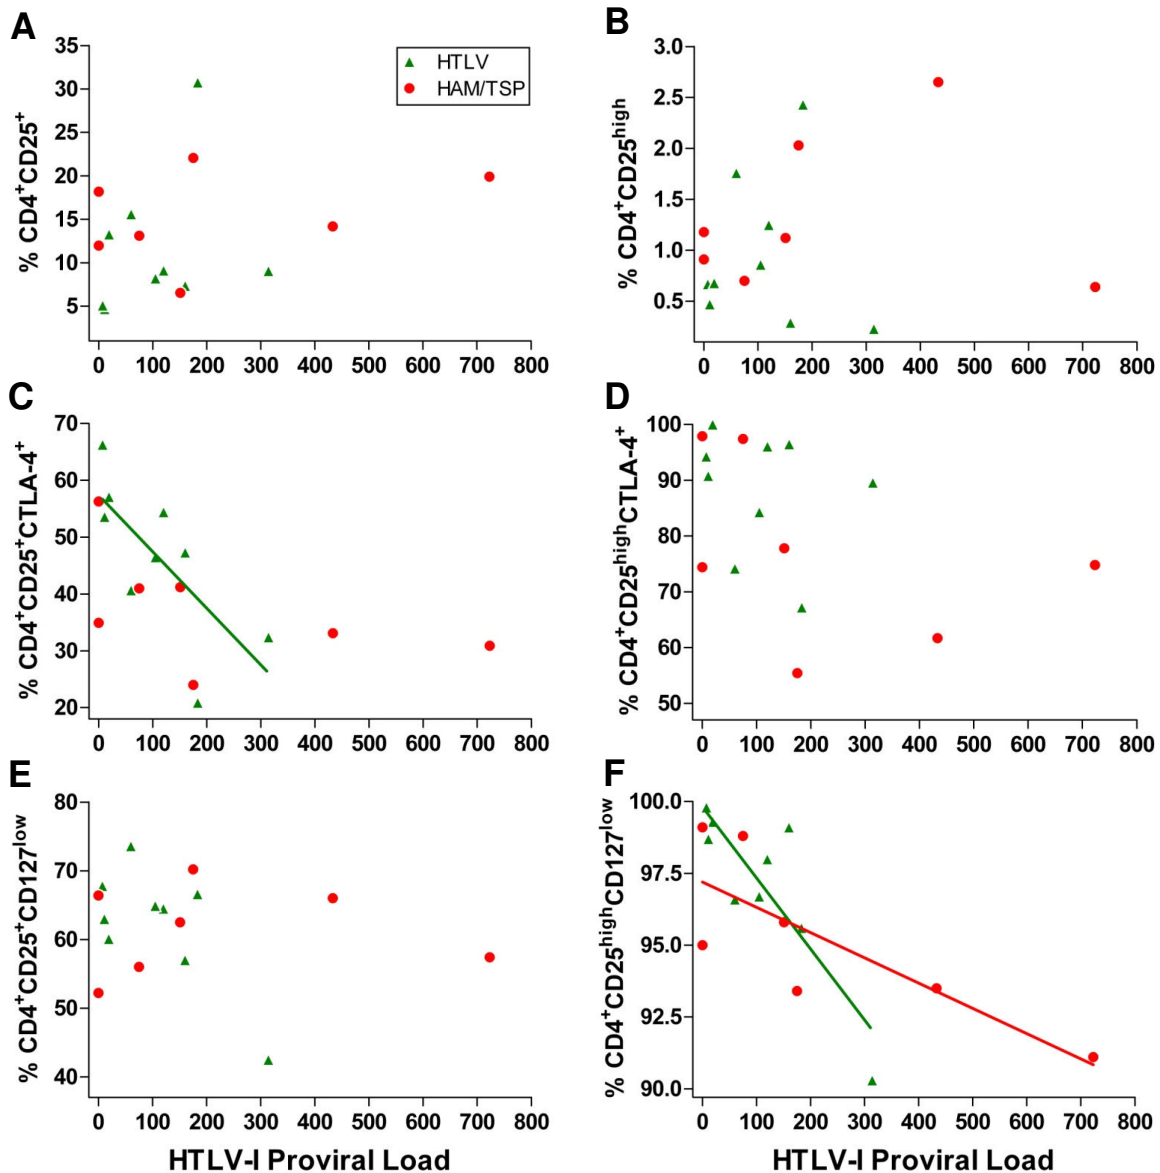 A
% CD4⁺CD25⁺
35
30
25
20
15
10
5
0 100 200 300 400 500 600 700 800
HTLV
HAM/TSP
B
% CD4⁺CD25ʰⁱᵍʰ
3.0
2.5
2.0
1.5
1.0
0.5
0 100 200 300 400 500 600 700 800
C
% CD4⁺CD25⁺CTLA-4⁺
70
60
50
40
30
20
0 100 200 300 400 500 600 700 800
D
% CD4⁺CD25ʰⁱᵍʰCTLA-4⁺
100
90
80
70
60
50
0 100 200 300 400 500 600 700 800
E
% CD4⁺CD25⁺CD127ˡᵒʷ
80
70
60
50
40
0 100 200 300 400 500 600 700 800
HTLV-I Proviral Load
F
% CD4⁺CD25ʰⁱᵍʰCD127ˡᵒʷ
100.0
97.5
95.0
92.5
90.0
0 100 200 300 400 500 600 700 800
HTLV-I Proviral Load